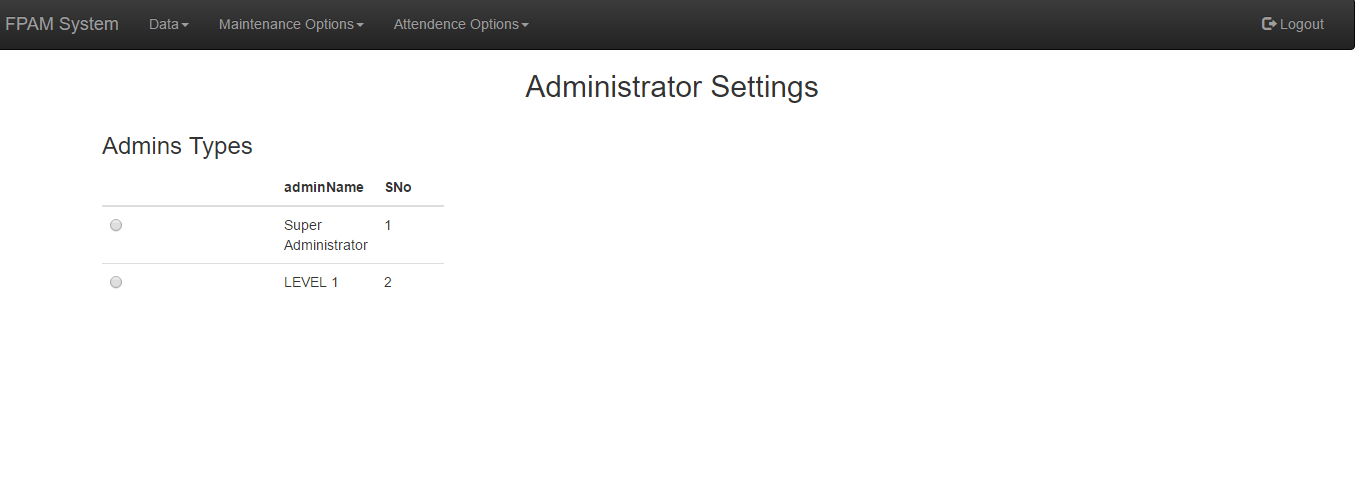 FPAM System Data Maintenance Options Attendence Options Logout
Administrator Settings
Admins Types
adminName SNo
Super 1
Administrator
LEVEL 1 2